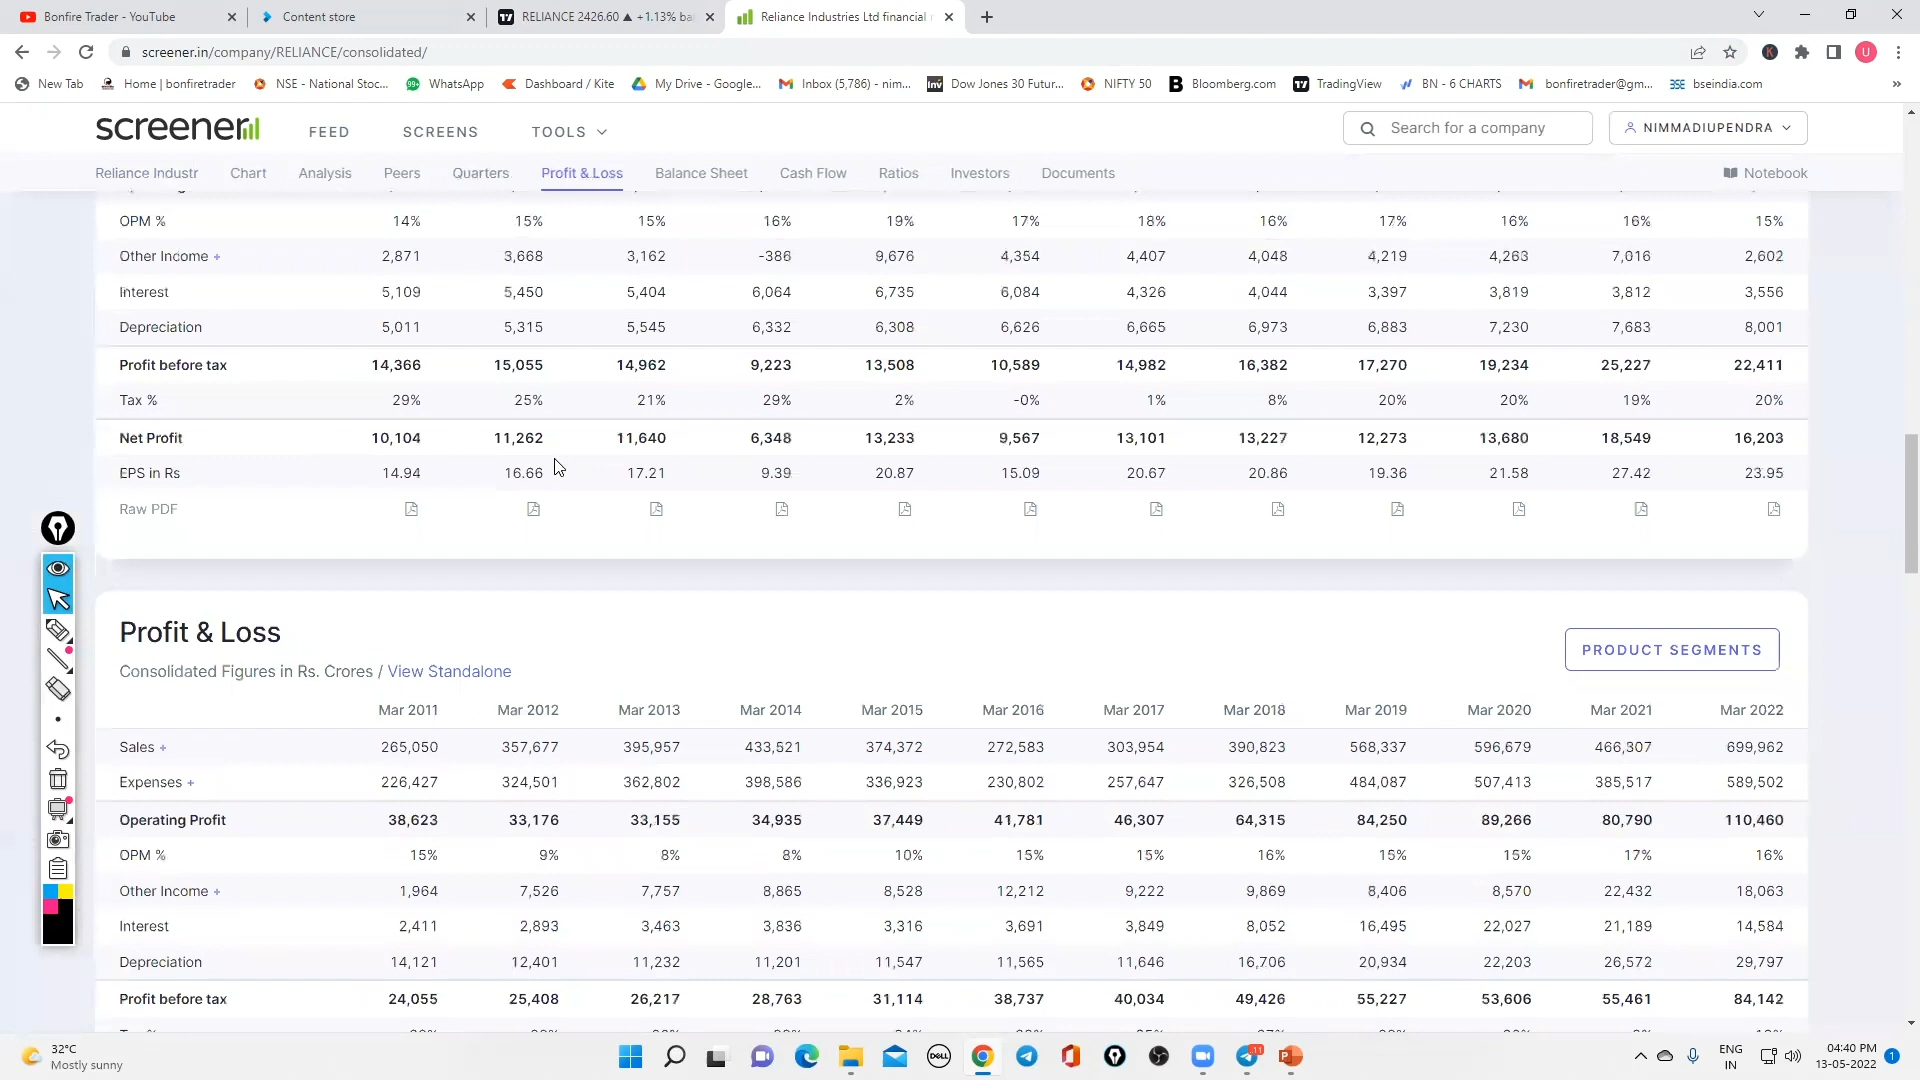 Bonfire Trader - YouTube
Content store
RELIANCE 2426.60 ▲ +1.13%
Reliance Industries Ltd financial
screener.in/company/RELIANCE/consolidated/
K
U
New Tab
Home | bonfiretrader
NSE - National Stoc...
99+
WhatsApp
Dashboard / Kite
My Drive - Google...
Inbox (5,786) - nim...
Inv
Dow Jones 30 Futur...
NIFTY 50
B
Bloomberg.com
TradingView
BN - 6 CHARTS
bonfiretrader@gm...
bseindia.com
»
screener
FEED
SCREENS
TOOLS
Search for a company
NIMMADIUPENDRA
Reliance Industr Chart Analysis Peers Quarters Profit & Loss Balance Sheet Cash Flow Ratios Investors Documents
Notebook
OPM % 14% 15% 15% 16% 19% 17% 18% 16% 17% 16% 16% 15%
Other Income + 2,871 3,668 3,162 -386 9,676 4,354 4,407 4,048 4,219 4,263 7,016 2,602
Interest 5,109 5,450 5,404 6,064 6,735 6,084 4,326 4,044 3,397 3,819 3,812 3,556
Depreciation 5,011 5,315 5,545 6,332 6,308 6,626 6,665 6,973 6,883 7,230 7,683 8,001
Profit before tax 14,366 15,055 14,962 9,223 13,508 10,589 14,982 16,382 17,270 19,234 25,227 22,411
Tax % 29% 25% 21% 29% 2% -0% 1% 8% 20% 20% 19% 20%
Net Profit 10,104 11,262 11,640 6,348 13,233 9,567 13,101 13,227 12,273 13,680 18,549 16,203
EPS in Rs 14.94 16.66 17.21 9.39 20.87 15.09 20.67 20.86 19.36 21.58 27.42 23.95
Raw PDF
Profit & Loss
PRODUCT SEGMENTS
Consolidated Figures in Rs. Crores / View Standalone
Mar 2011 Mar 2012 Mar 2013 Mar 2014 Mar 2015 Mar 2016 Mar 2017 Mar 2018 Mar 2019 Mar 2020 Mar 2021 Mar 2022
Sales + 265,050 357,677 395,957 433,521 374,372 272,583 303,954 390,823 568,337 596,679 466,307 699,962
Expenses + 226,427 324,501 362,802 398,586 336,923 230,802 257,647 326,508 484,087 507,413 385,517 589,502
Operating Profit 38,623 33,176 33,155 34,935 37,449 41,781 46,307 64,315 84,250 89,266 80,790 110,460
OPM % 15% 9% 8% 8% 10% 15% 15% 16% 15% 15% 17% 16%
Other Income + 1,964 7,526 7,757 8,865 8,528 12,212 9,222 9,869 8,406 8,570 22,432 18,063
Interest 2,411 2,893 3,463 3,836 3,316 3,691 3,849 8,052 16,495 22,027 21,189 14,584
Depreciation 14,121 12,401 11,232 11,201 11,547 11,565 11,646 16,706 20,934 22,203 26,572 29,797
Profit before tax 24,055 25,408 26,217 28,763 31,114 38,737 40,034 49,426 55,227 53,606 55,461 84,142
32°C
Mostly sunny
DELL
11
ENG
IN
04:40 PM
13-05-2022
1